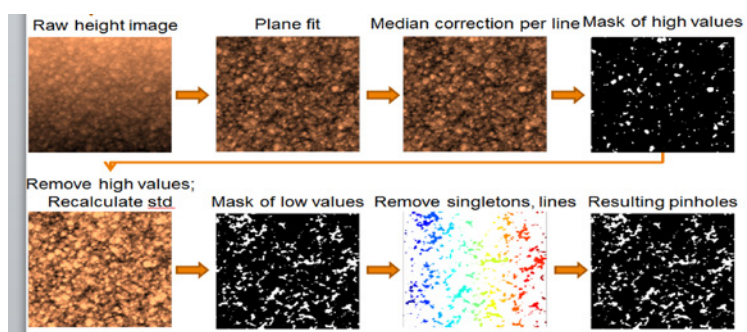 Raw height image
Plane fit
Median correction per line
Mask of high values
Remove high values;
Recalculate std
Mask of low values
Remove singletons, lines
Resulting pinholes